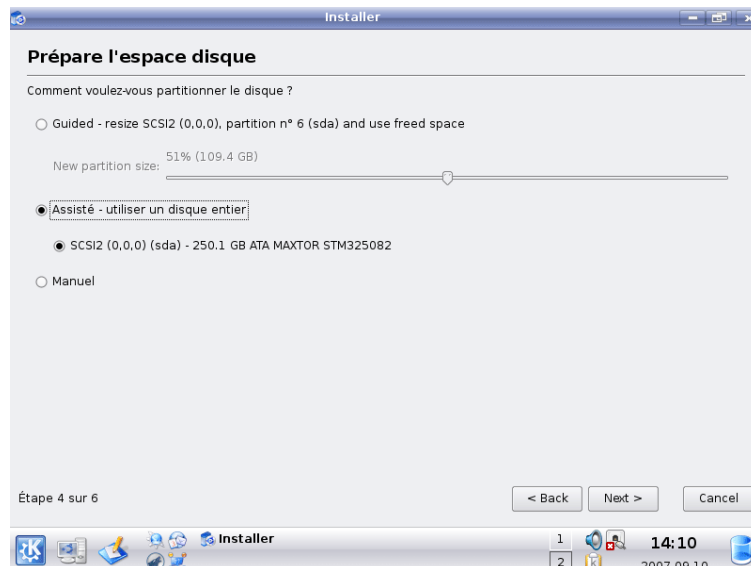 Installer
Prépare l'espace disque
Comment voulez-vous partitionner le disque ?
Guided - resize SCSI2 (0,0,0), partition n° 6 (sda) and use freed space
51% (109.4 GB)
New partition size:
Assisté - utiliser un disque entier
SCSI2 (0,0,0) (sda) - 250.1 GB ATA MAXTOR STM325082
Manuel
Étape 4 sur 6
< Back
Next >
Cancel
Installer
1
2
14:10
2007-09-10